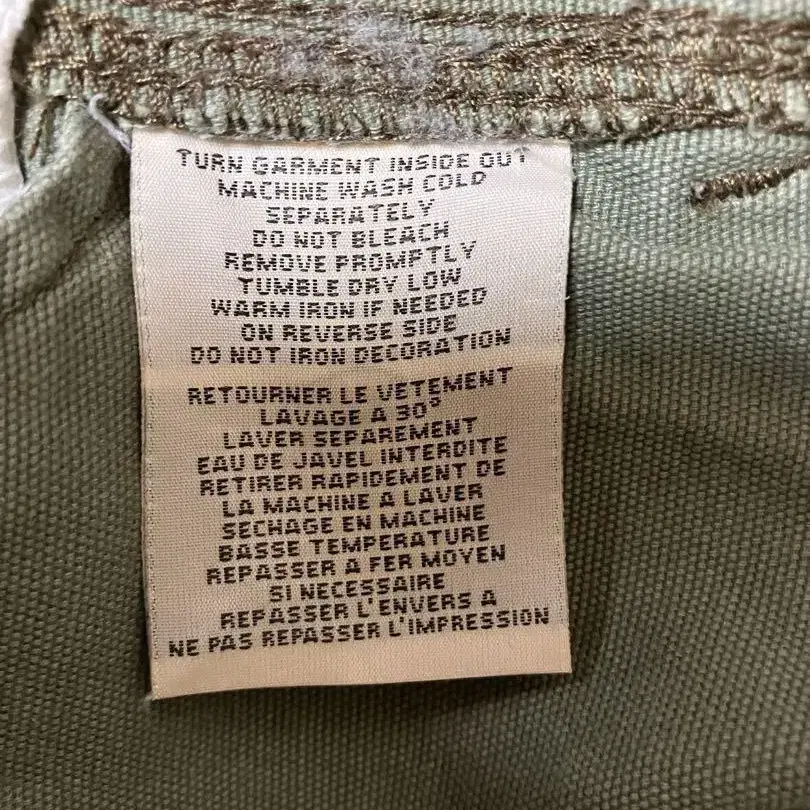 TURN GARMENT INSIDE OUT
MACHINE WASH COLD
SEPARATELY
DO NOT BLEACH
REMOVE PROMPTLY
TUMBLE DRY LOW
WARM IRON IF NEEDED
ON REVERSE SIDE
DO NOT IRON DECORATION
RETOURNER LE VETEMENT
LAVAGE A 30°
LAVER SEPAREMENT
EAU DE JAVEL INTERDITE
RETIRER RAPIDEMENT DE
LA MACHINE A LAVER
SECHAGE EN MACHINE
BASSE TEMPERATURE
REPASSER A FER MOYEN
SI NECESSAIRE
REPASSER L'ENVERS A
NE PAS REPASSER L'IMPRESSION